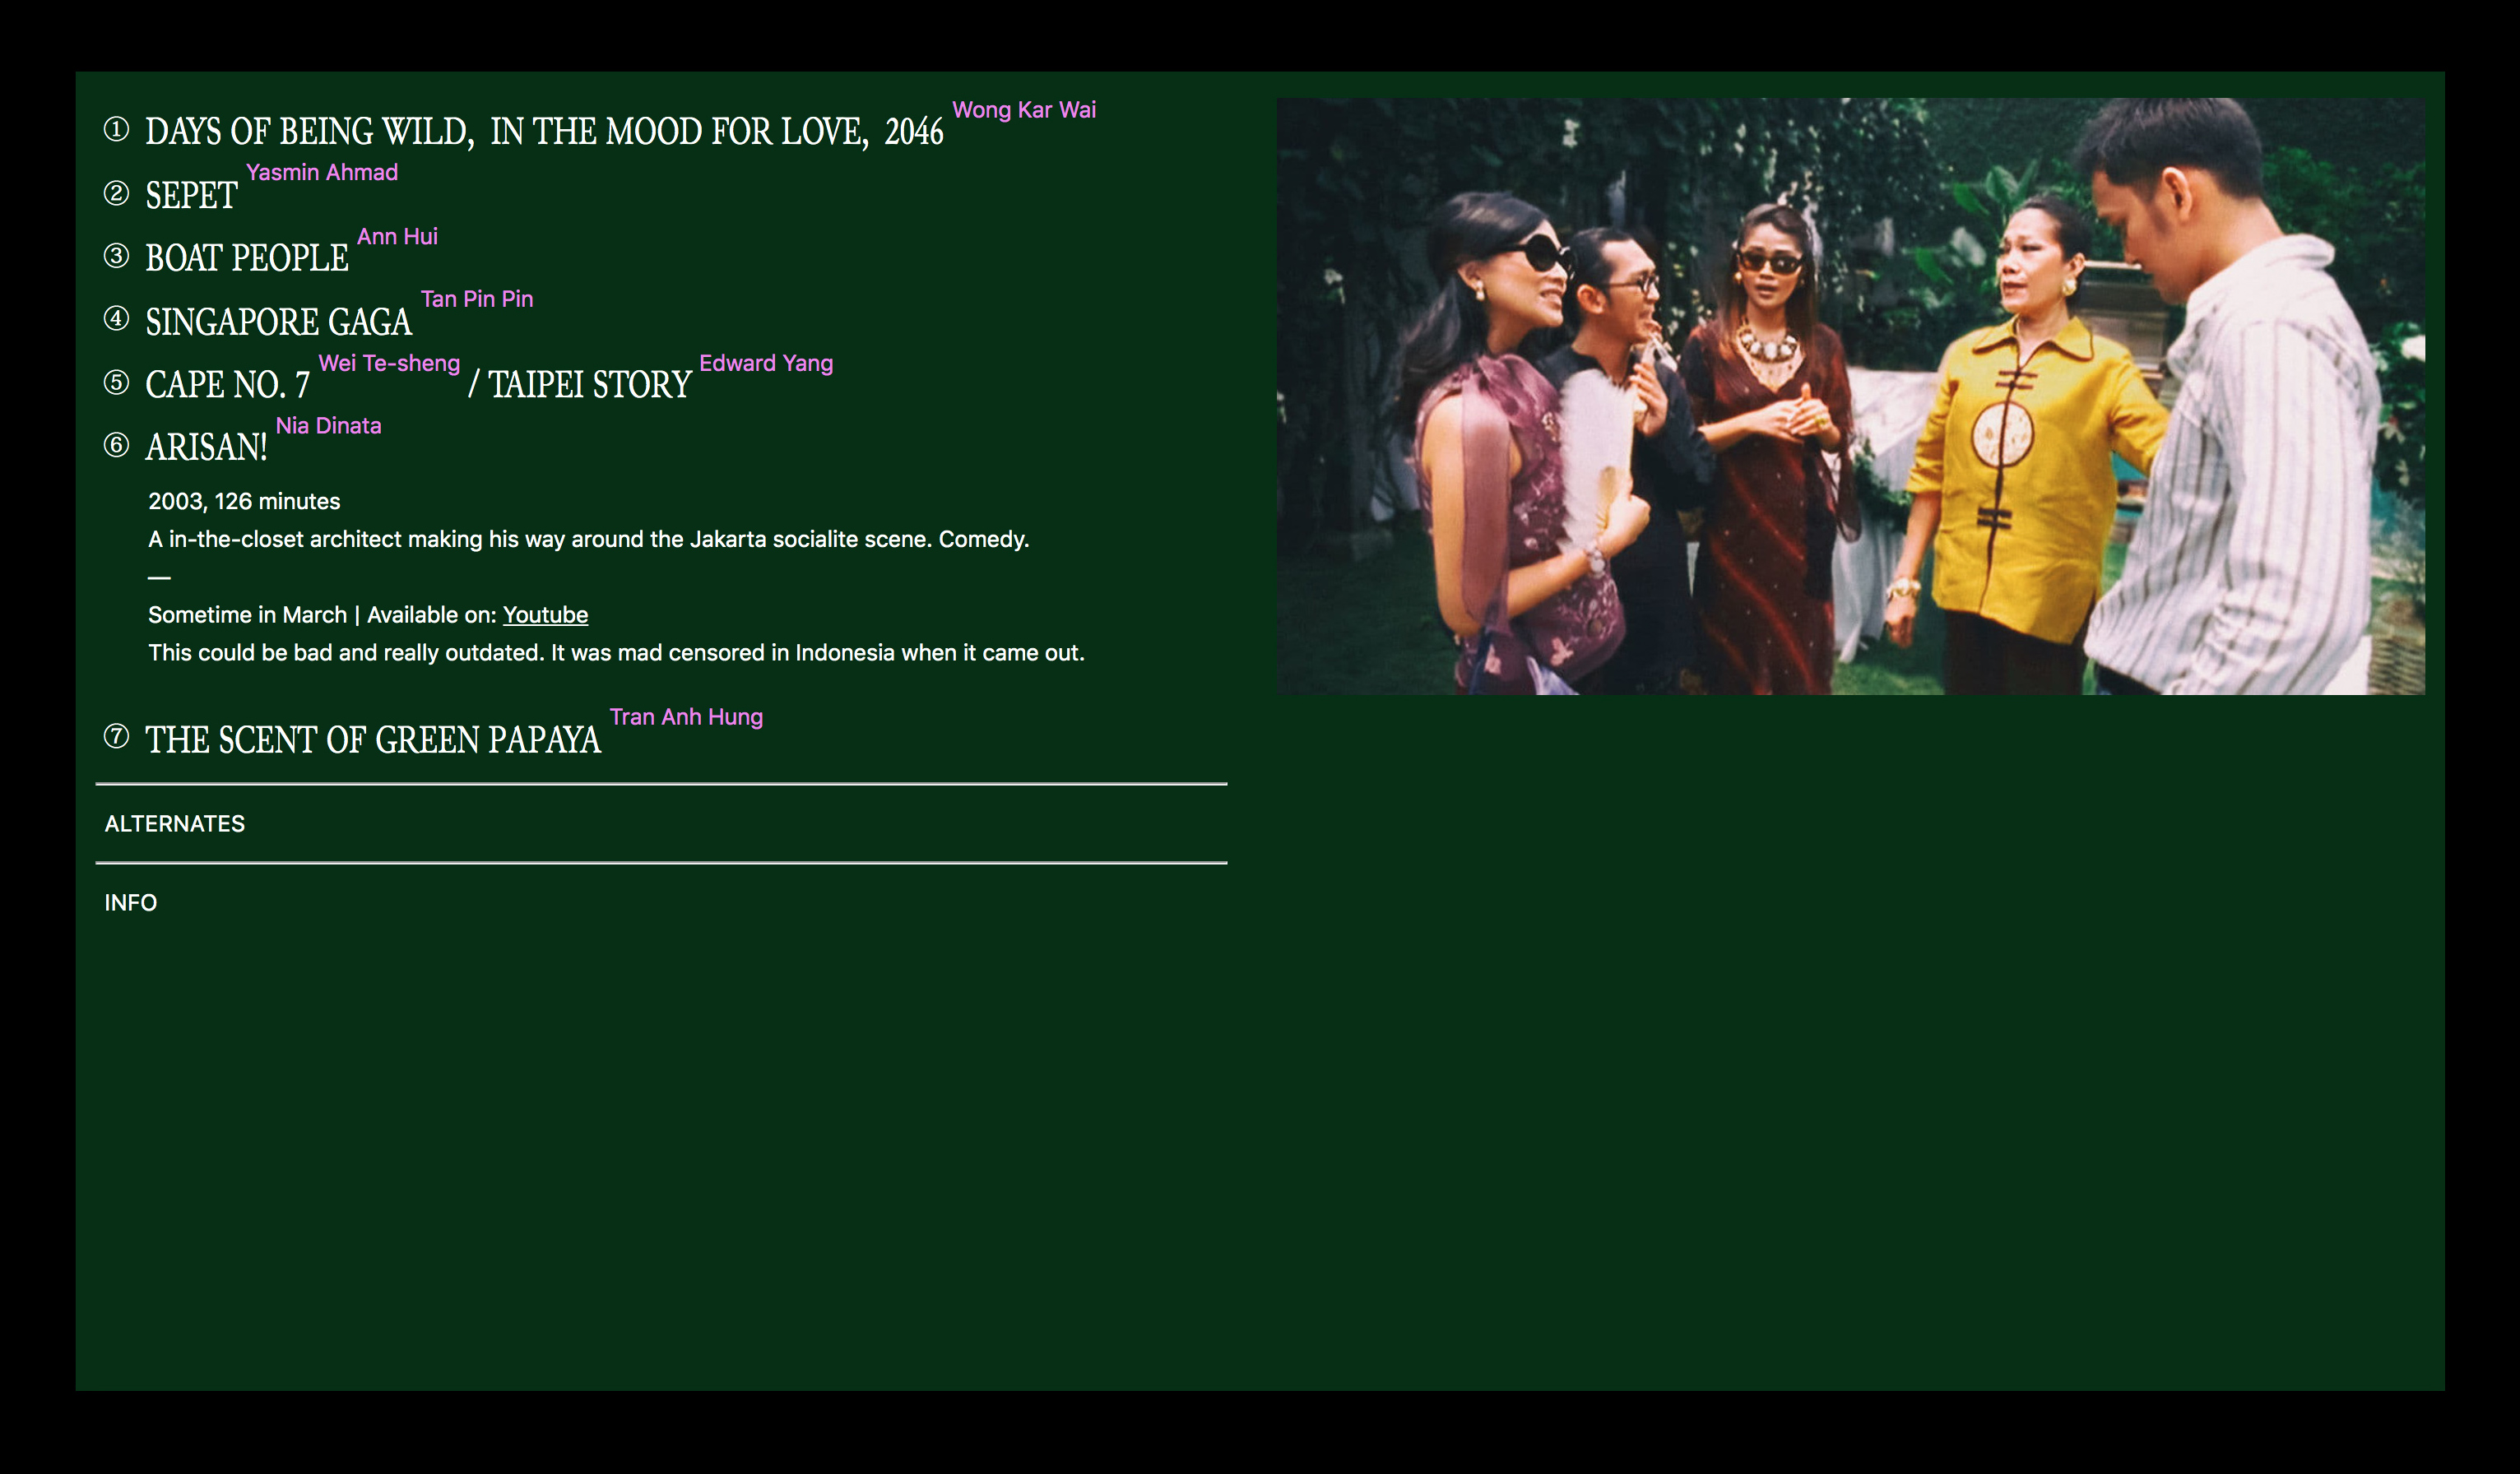 ① DAYS OF BEING WILD, IN THE MOOD FOR LOVE, 2046 Wong Kar Wai
② SEPET Yasmin Ahmad
③ BOAT PEOPLE Ann Hui
④ SINGAPORE GAGA Tan Pin Pin
⑤ CAPE NO. 7 Wei Te-sheng / TAIPEI STORY Edward Yang
⑥ ARISAN! Nia Dinata
2003, 126 minutes
A in-the-closet architect making his way around the Jakarta socialite scene. Comedy.
—
Sometime in March | Available on: Youtube
This could be bad and really outdated. It was mad censored in Indonesia when it came out.
⑦ THE SCENT OF GREEN PAPAYA Tran Anh Hung
ALTERNATES
INFO